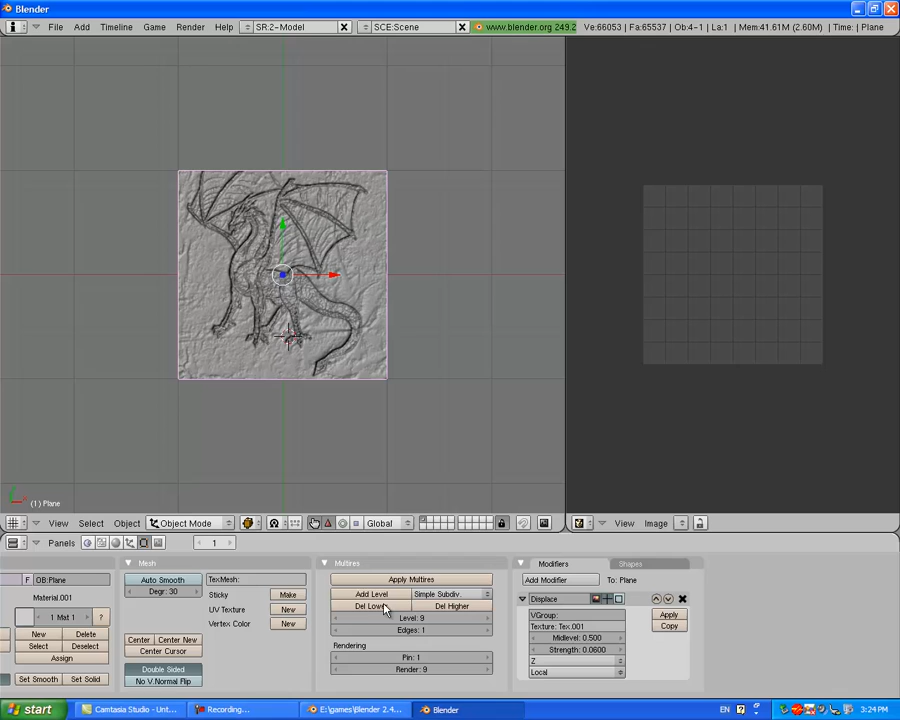 Blender
File Add Timeline Game Render Help SR:2-Model SCE:Scene www.blender.org 249.2 Ve:66053 | Fa:65537 | Ob:4-1 | La:1 | Mem:41.61M (2.60M) | Time: | Plane
(1) Plane
View Select Object Object Mode Global View Image
Panels 1
Mesh Multires Modifiers Shapes
F OB:Plane Auto Smooth TexMesh: Apply Multires Add Modifier To: Plane
Degr: 30 Sticky Make Add Level Simple Subdiv. Displace
Material.001 UV Texture New Del Lower Del Higher VGroup: Apply
1 Mat 1 ? Vertex Color New Level: 9 Texture: Tex.001 Copy
New Delete Center Center New Edges: 1 Midlevel: 0.500
Select Deselect Center Cursor Rendering Strength: 0.0600
Assign Pin: 1 Z
Double Sided Render: 9 Local
Set Smooth Set Solid No V.Normal Flip
start Camtasia Studio - Unt... Recording... E:\games\Blender 2.4... Blender EN 3:24 PM